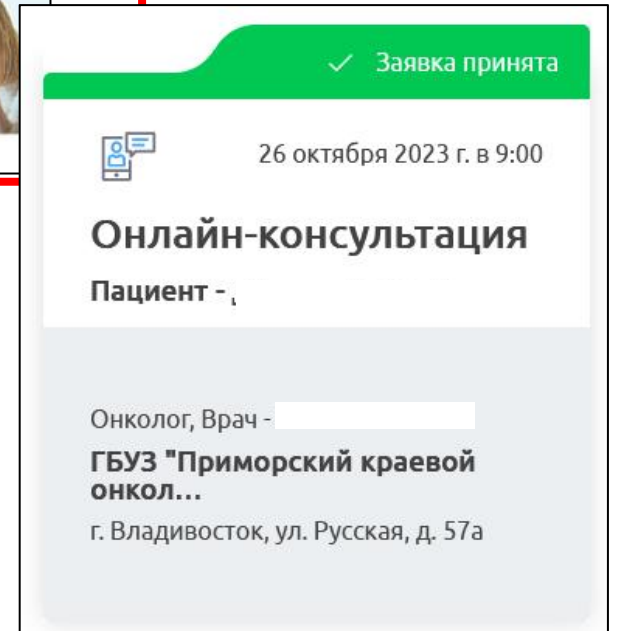 Заявка принята
26 октября 2023 г. в 9:00
Онлайн-консультация
Пациент -
Онколог, Врач -
ГБУЗ "Приморский краевой
онкол...
г. Владивосток, ул. Русская, д. 57а